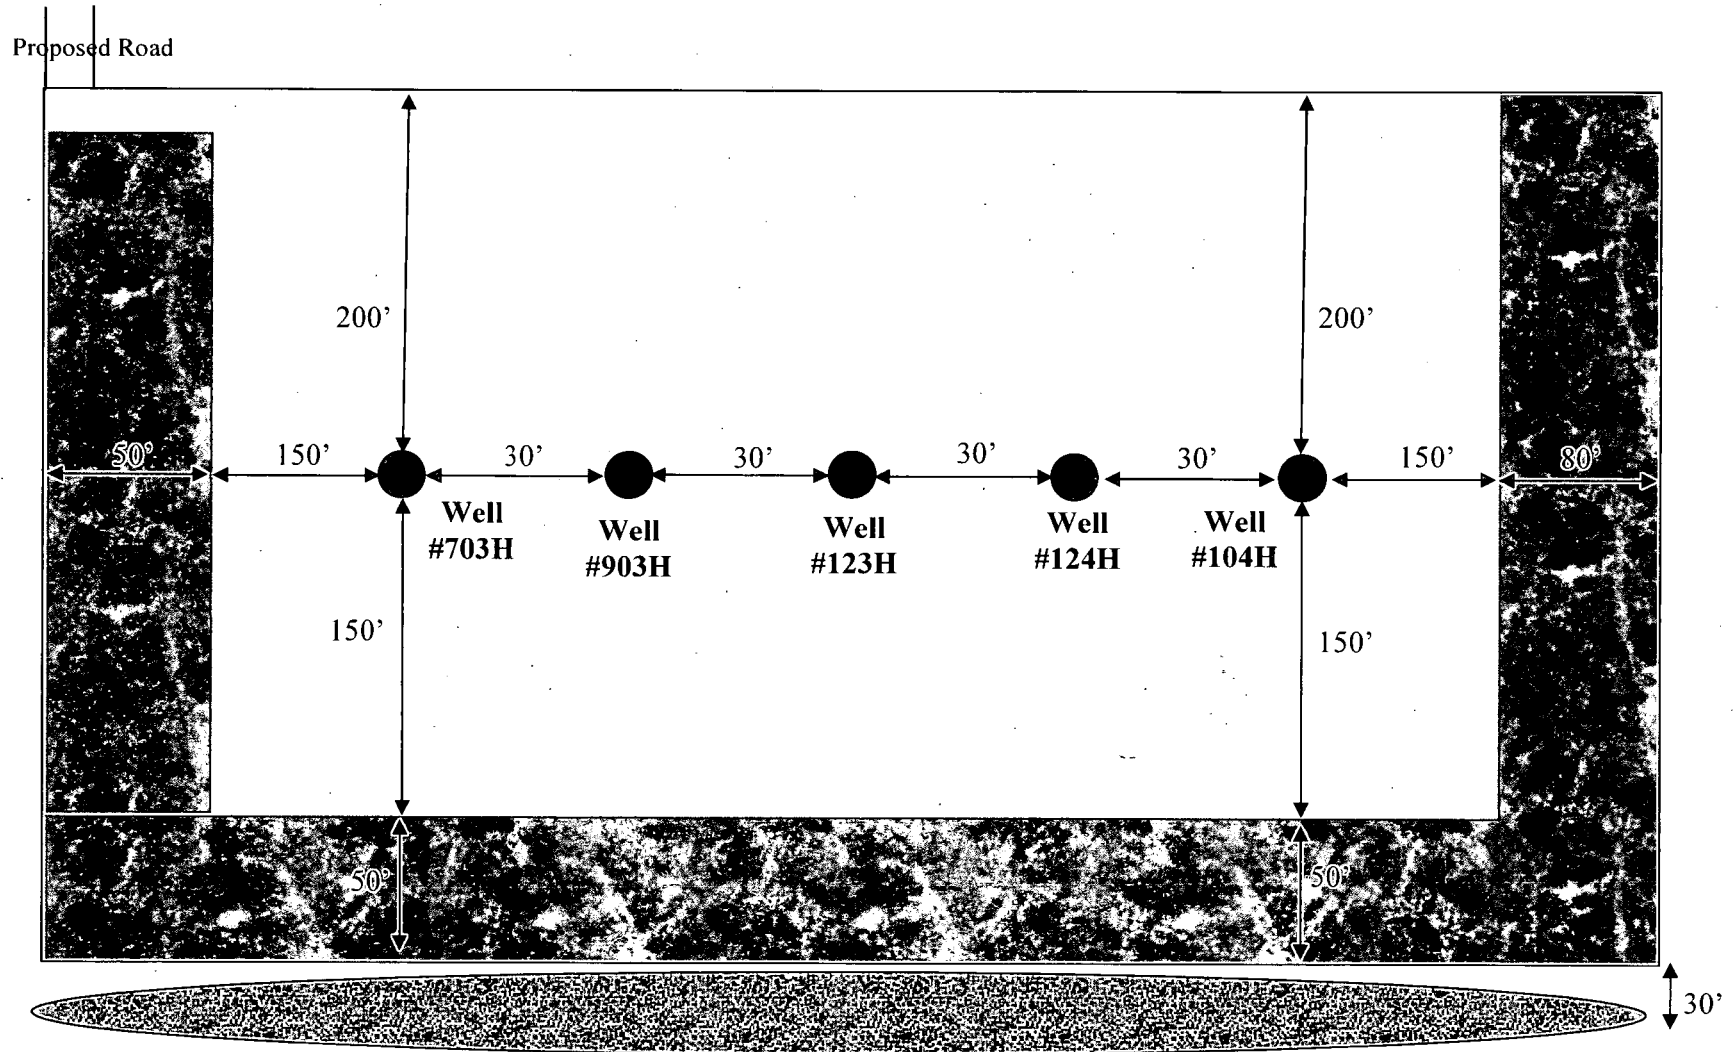 Proposed Road
200’
200’
50’
150’
30’
30’
30’
30’
150’
80’
Well
#703H
Well
#903H
Well
#123H
Well
#124H
Well
#104H
150’
150’
50’
50’
30’